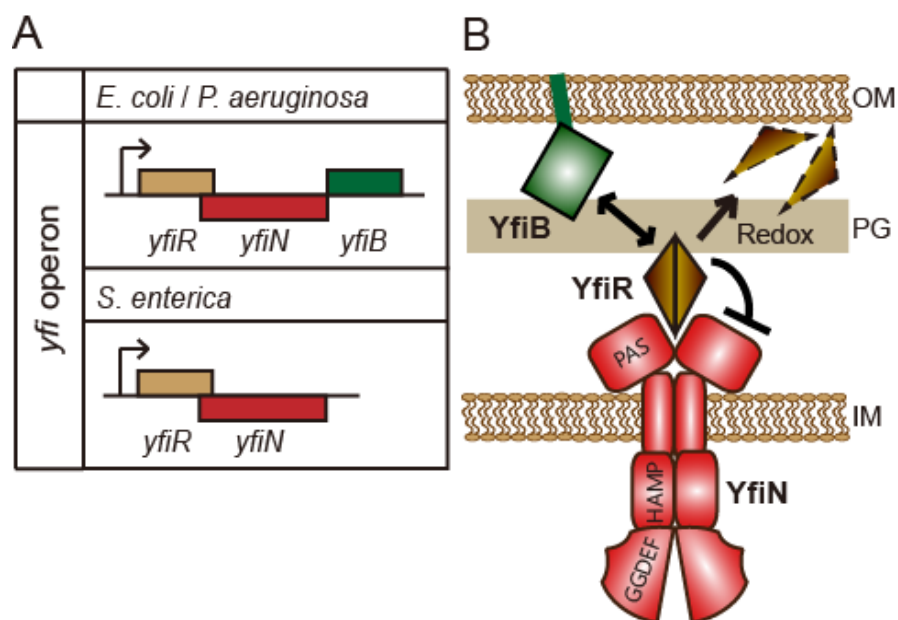 A
E. coli / P. aeruginosa
yfi operon
yfiR yfiN yfiB
S. enterica
yfiR yfiN
B
OM
YfiB
Redox
PG
YfiR
PAS
IM
HAMP
YfiN
GGDEF